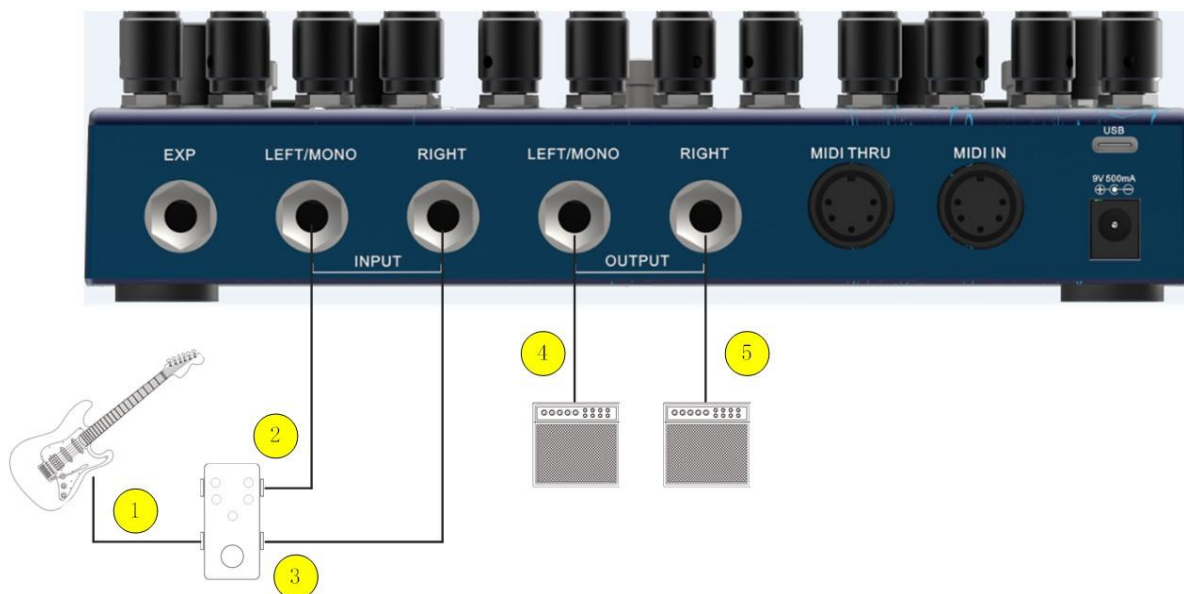 EXP
LEFT/MONO
RIGHT
LEFT/MONO
RIGHT
MIDI THRU
MIDI IN
USB
9V 500mA
INPUT
OUTPUT
4
5
2
1
3